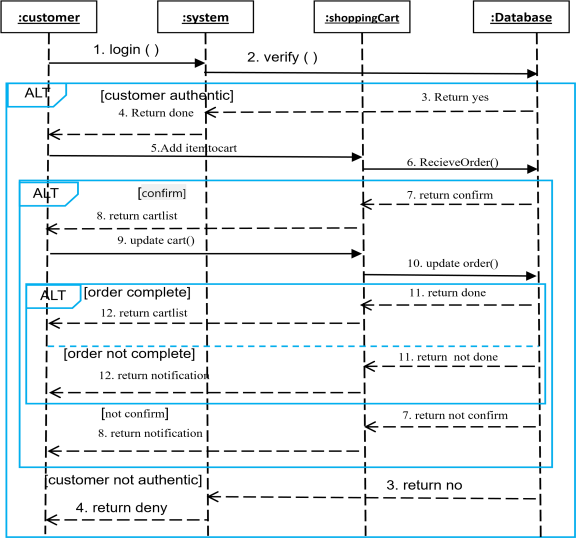 :customer :system :shoppingCart :Database
1. login ( )
2. verify ( )
ALT
[customer authentic]
3. Return yes
4. Return done
5.Add itemtocart
6. RecieveOrder()
ALT
[confirm]
7. return confirm
8. return cartlist
9. update cart()
10. update order()
ALT
[order complete]
11. return done
12. return cartlist
[order not complete]
11. return not done
12. return notification
[not confirm]
7. return not confirm
8. return notification
[customer not authentic]
3. return no
4. return deny